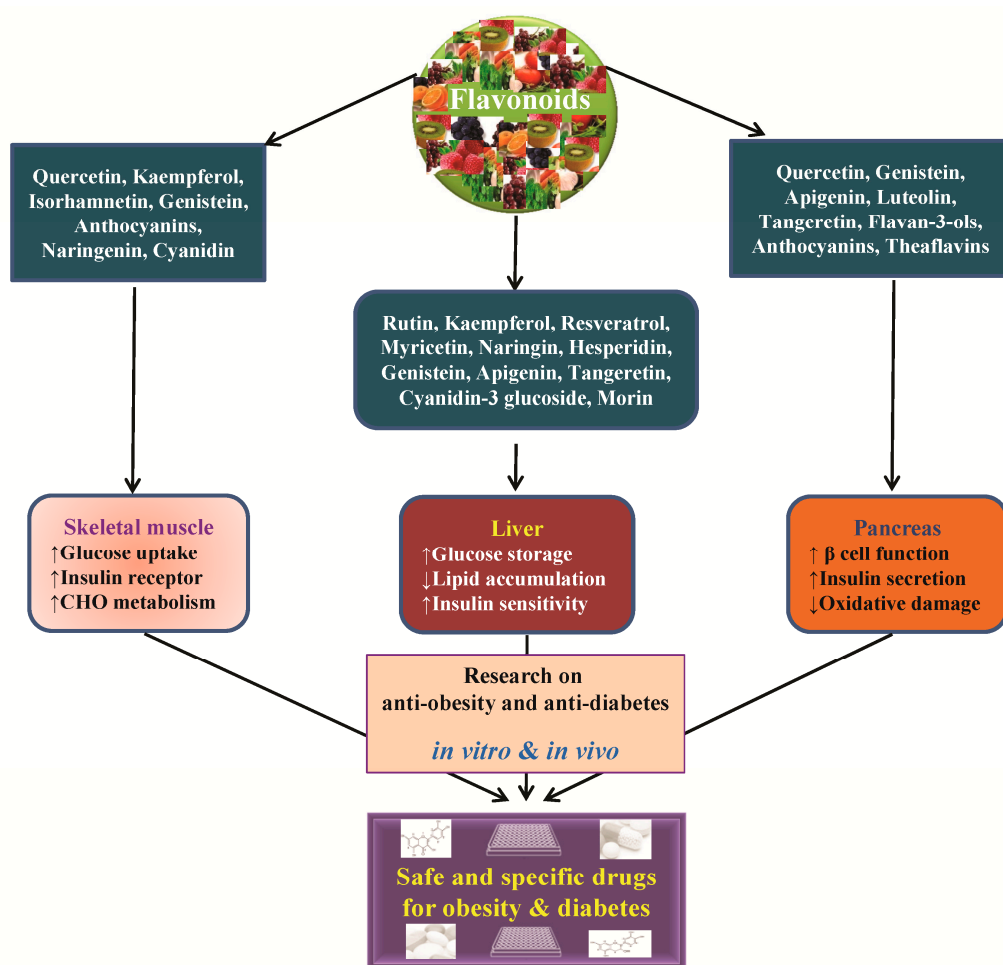 Flavonoids
Quercetin, Kaempferol,
Isorhamnetin, Genistein,
Anthocyanins,
Naringenin, Cyanidin
Rutin, Kaempferol, Resveratrol,
Myricetin, Naringin, Hesperidin,
Genistein, Apigenin, Tangeretin,
Cyanidin-3 glucoside, Morin
Quercetin, Genistein,
Apigenin, Luteolin,
Tangeretin, Flavan-3-ols,
Anthocyanins, Theaflavins
Skeletal muscle
↑Glucose uptake
↑Insulin receptor
↑CHO metabolism
Liver
↑Glucose storage
↓Lipid accumulation
↑Insulin sensitivity
Pancreas
↑ β cell function
↑Insulin secretion
↓Oxidative damage
Research on
anti-obesity and anti-diabetes
in vitro & in vivo
Safe and specific drugs
for obesity & diabetes